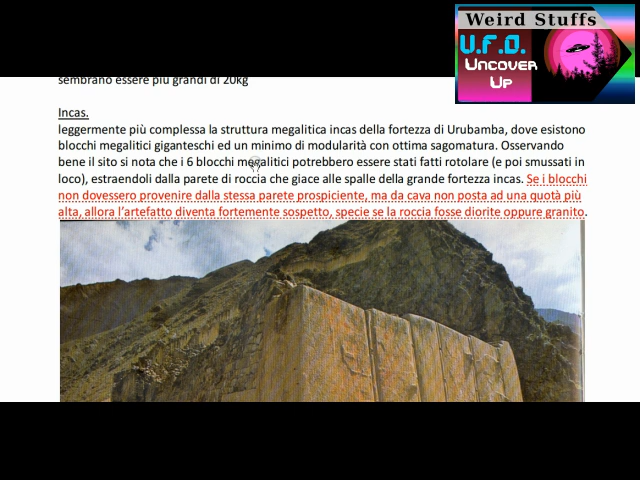 Weird Stuffs
U.F.O.
Uncover
Up
sembrano essere più grandi di 20kg
Incas.
leggermente più complessa la struttura megalitica incas della fortezza di Urubamba, dove esistono
blocchi megalitici giganteschi ed un minimo di modularità con ottima sagomatura. Osservando
bene il sito si nota che i 6 blocchi megalitici potrebbero essere stati fatti rotolare (e poi smussati in
loco), estraendoli dalla parete di roccia che giace alle spalle della grande fortezza incas. Se i blocchi
non dovessero provenire dalla stessa parete prospiciente, ma da cava non posta ad una quotà più
alta, allora l'artefatto diventa fortemente sospetto, specie se la roccia fosse diorite oppure granito.